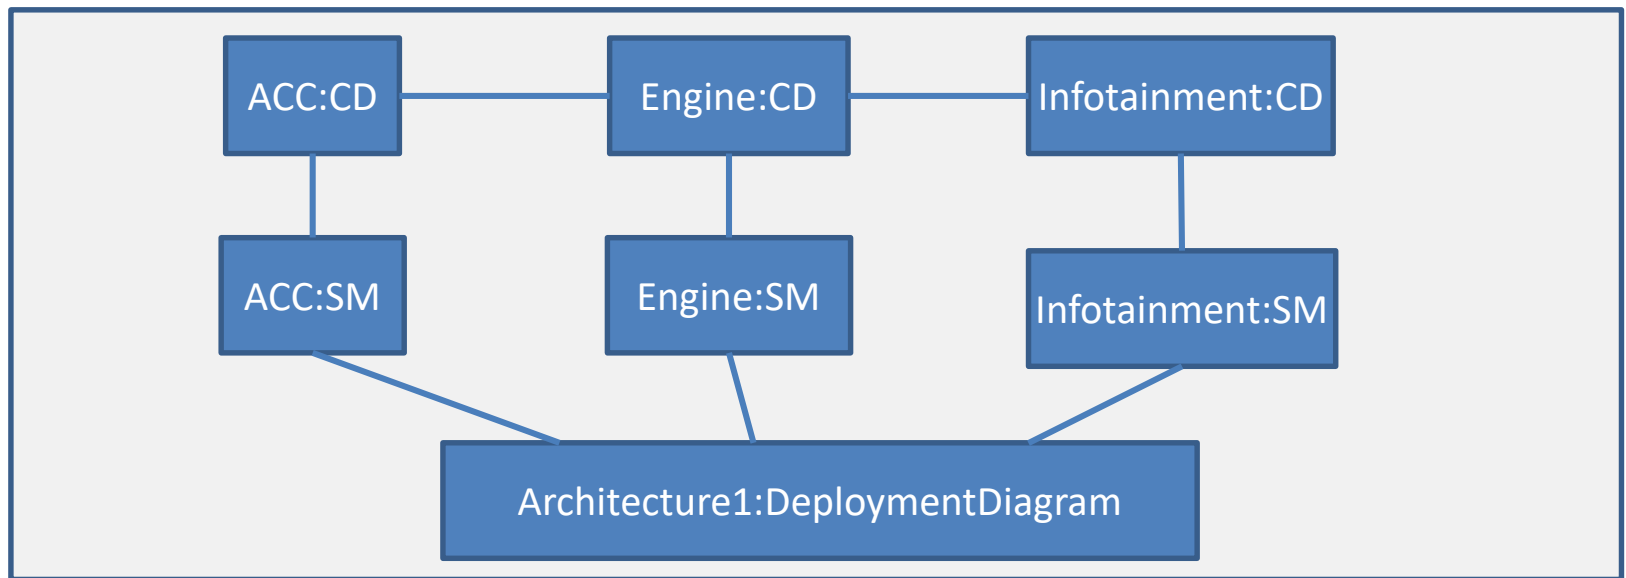 ACC:CD
Engine:CD
Infotainment:CD
ACC:SM
Engine:SM
Infotainment:SM
Architecture1:DeploymentDiagram